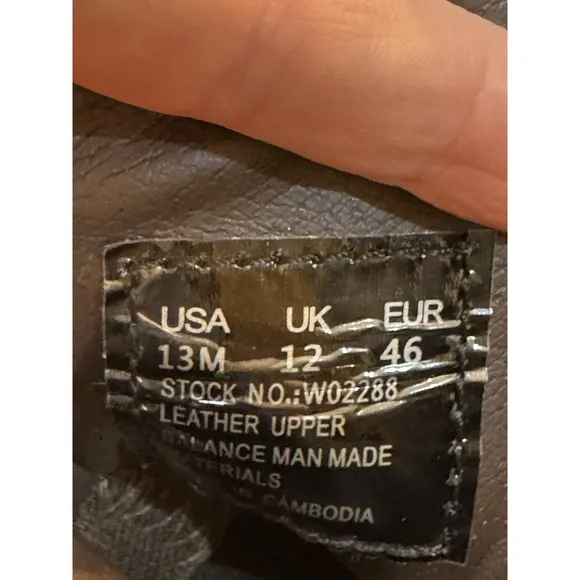 USA UK EUR
13M 12 46
STOCK NO.:W02288
LEATHER UPPER
BALANCE MAN MADE
MATERIALS
CAMBODIA